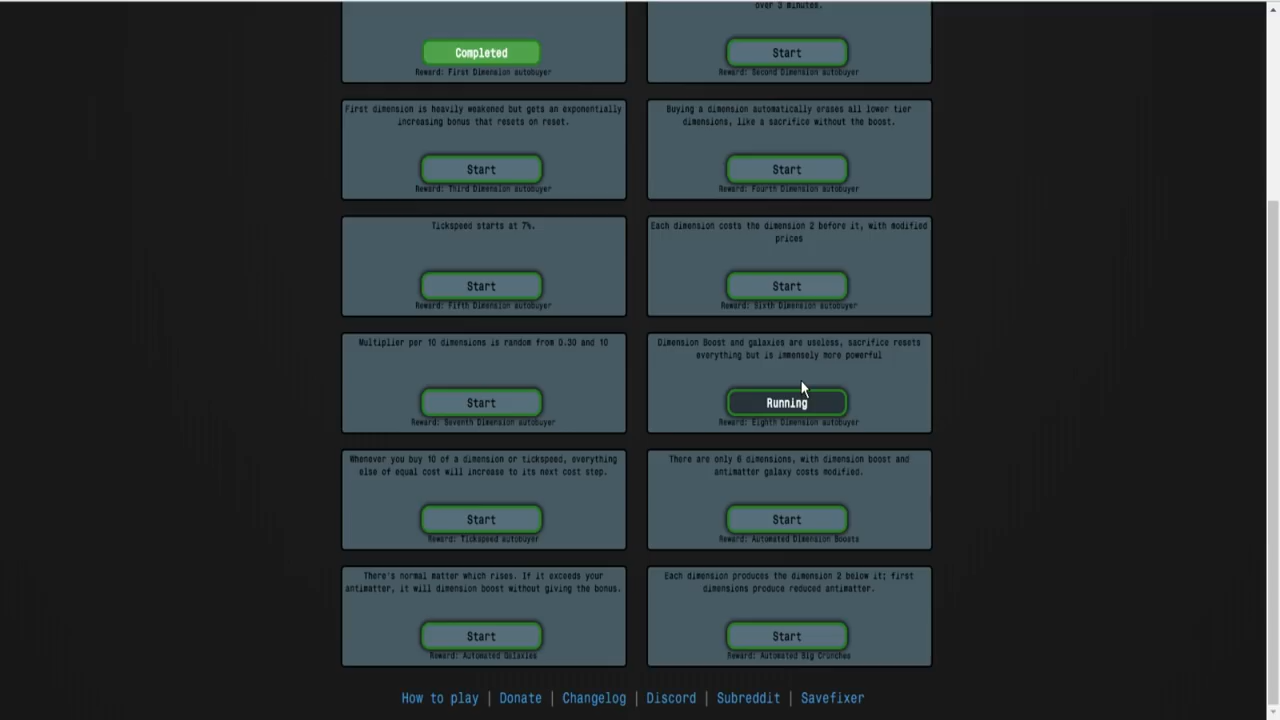 over 3 minutes.
Completed
Reward: First Dimension autobuyer
Start
Reward: Second Dimension autobuyer
First dimension is heavily weakened but gets an exponentially
increasing bonus that resets on reset.
Start
Reward: Third Dimension autobuyer
Buying a dimension automatically erases all lower tier
dimensions, like a sacrifice without the boost.
Start
Reward: Fourth Dimension autobuyer
Tickspeed starts at 7%.
Start
Reward: Fifth Dimension autobuyer
Each dimension costs the dimension 2 before it, with modified
prices
Start
Reward: Sixth Dimension autobuyer
Multiplier per 10 dimensions is random from 0.30 and 10
Start
Reward: Seventh Dimension autobuyer
Dimension Boost and galaxies are useless, sacrifice resets
everything but is immensely more powerful
Running
Reward: Eighth Dimension autobuyer
Whenever you buy 10 of a dimension or tickspeed, everything
else of equal cost will increase to its next cost step.
Start
Reward: Tickspeed autobuyer
There are only 6 dimensions, with dimension boost and
antimatter galaxy costs modified.
Start
Reward: Automated Dimension Boosts
There's normal matter which rises. If it exceeds your
antimatter, it will dimension boost without giving the bonus.
Start
Reward: Automated Galaxies
Each dimension produces the dimension 2 below it; first
dimensions produce reduced antimatter.
Start
Reward: Automated Big Crunches
How to play | Donate | Changelog | Discord | Subreddit | Savefixer